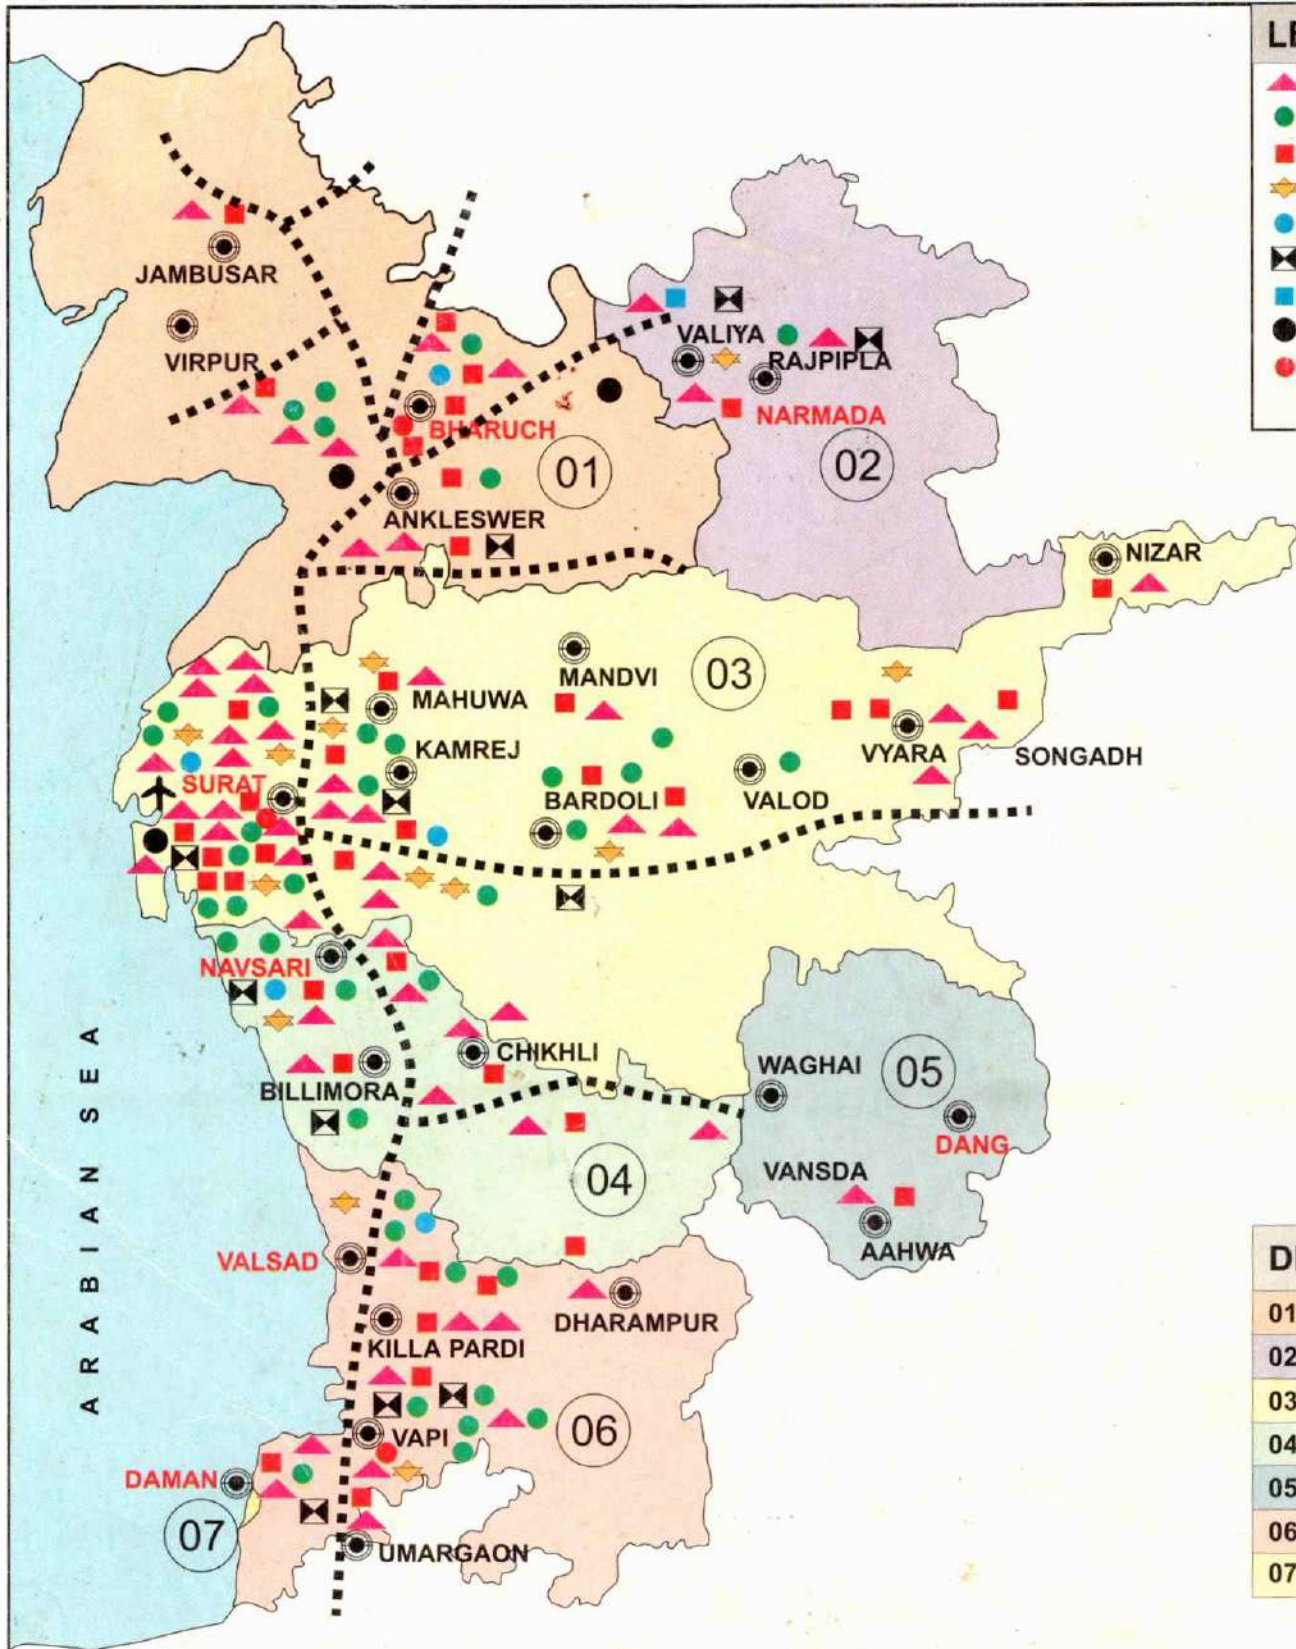 LE
JAMBUSAR
VIRPUR
VALIYA
RAJPIPLA
NARMADA
BHARUCH
01
02
ANKLESWER
NIZAR
MANDVI
03
MAHUWA
KAMREJ
VYARA
SONGADH
SURAT
BARDOLI
VALOD
NAVSARI
CHIKHLI
WAGHAI
05
BILLIMORA
DANG
VANSDA
04
AAHWA
VALSAD
DHARAMPUR
KILLA PARDI
VAPI
06
DAMAN
07
UMARGAON
ARABIAN SEA
01
02
03
04
05
06
07